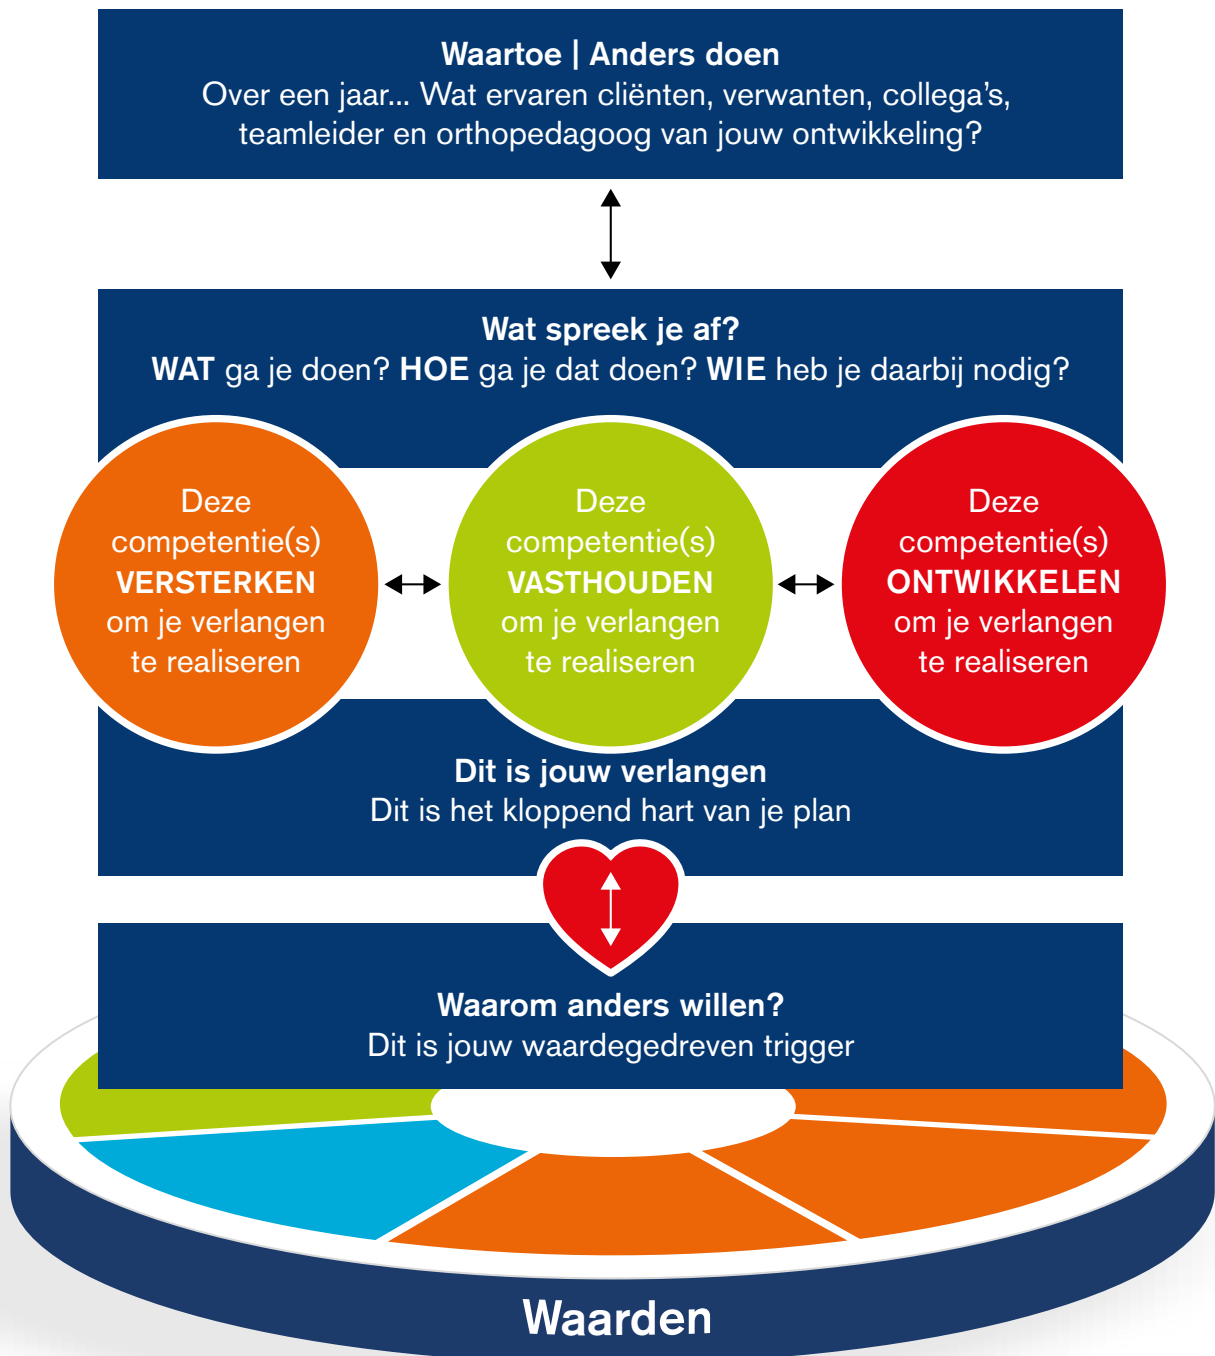 Waartoe | Anders doen
Over een jaar... Wat ervaren cliënten, verwanten, collega's,
teamleider en orthopedagoog van jouw ontwikkeling?
Wat spreek je af?
WAT ga je doen? HOE ga je dat doen? WIE heb je daarbij nodig?
Deze
competentie(s)
VERSTERKEN
om je verlangen
te realiseren
Deze
competentie(s)
VASTHOUDEN
om je verlangen
te realiseren
Deze
competentie(s)
ONTWIKKELEN
om je verlangen
te realiseren
Dit is jouw verlangen
Dit is het kloppend hart van je plan
Waarom anders willen?
Dit is jouw waardegedreven trigger
Waarden